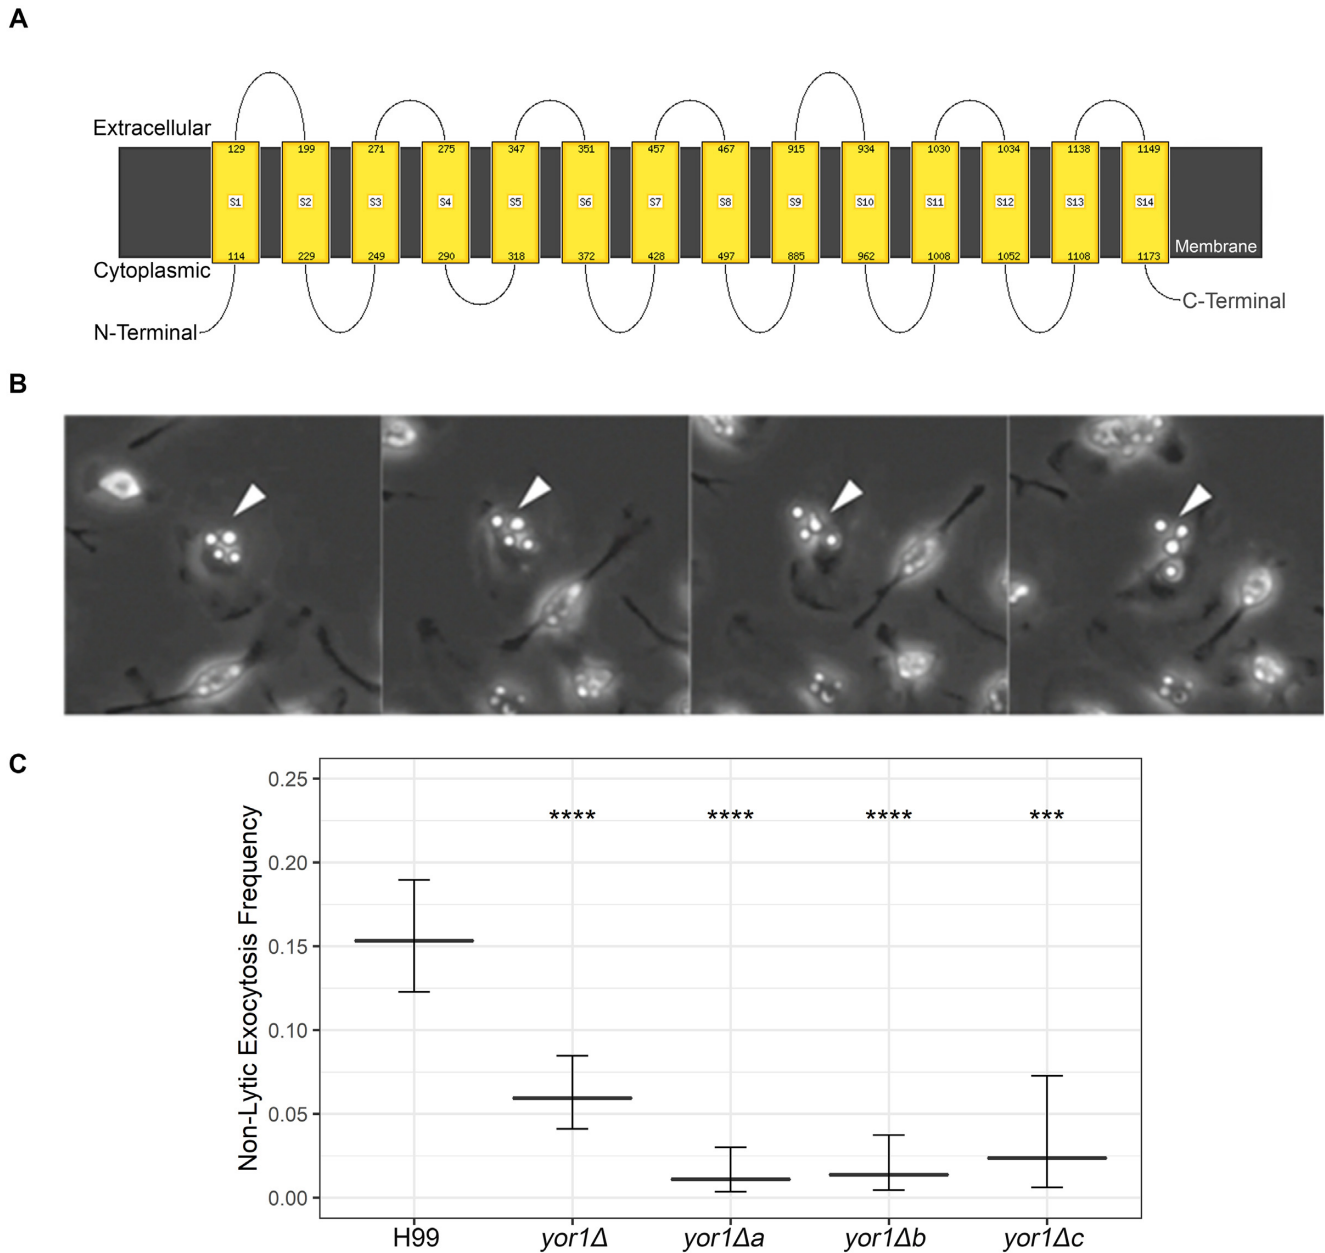 A
Extracellular
129 199 271 275 347 351 457 467 915 934 1030 1034 1138 1149
S1 S2 S3 S4 S5 S6 S7 S8 S9 S10 S11 S12 S13 S14
Membrane
114 229 249 290 318 372 428 497 885 962 1008 1052 1108 1173
Cytoplasmic
C-Terminal
N-Terminal
B
C
Non-Lytic Exocytosis Frequency
0.25
**** **** **** ***
0.20
0.15
0.10
0.05
0.00
H99 yor1Δ yor1Δa yor1Δb yor1Δc